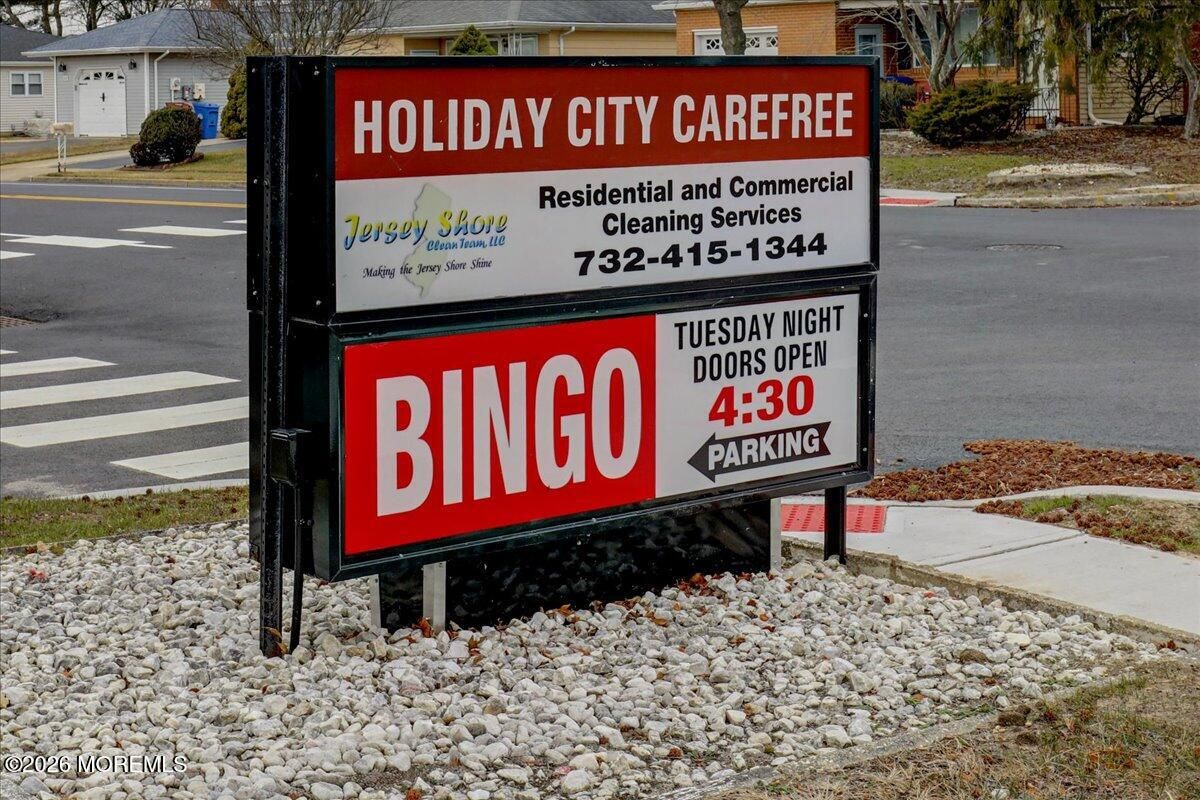 HOLIDAY CITY CAREFREE
Jersey Shore
Clean Team, LLC
Making the Jersey Shore Shine
Residential and Commercial
Cleaning Services
732-415-1344
BINGO
TUESDAY NIGHT
DOORS OPEN
4:30
PARKING
©2026 MOREMLS